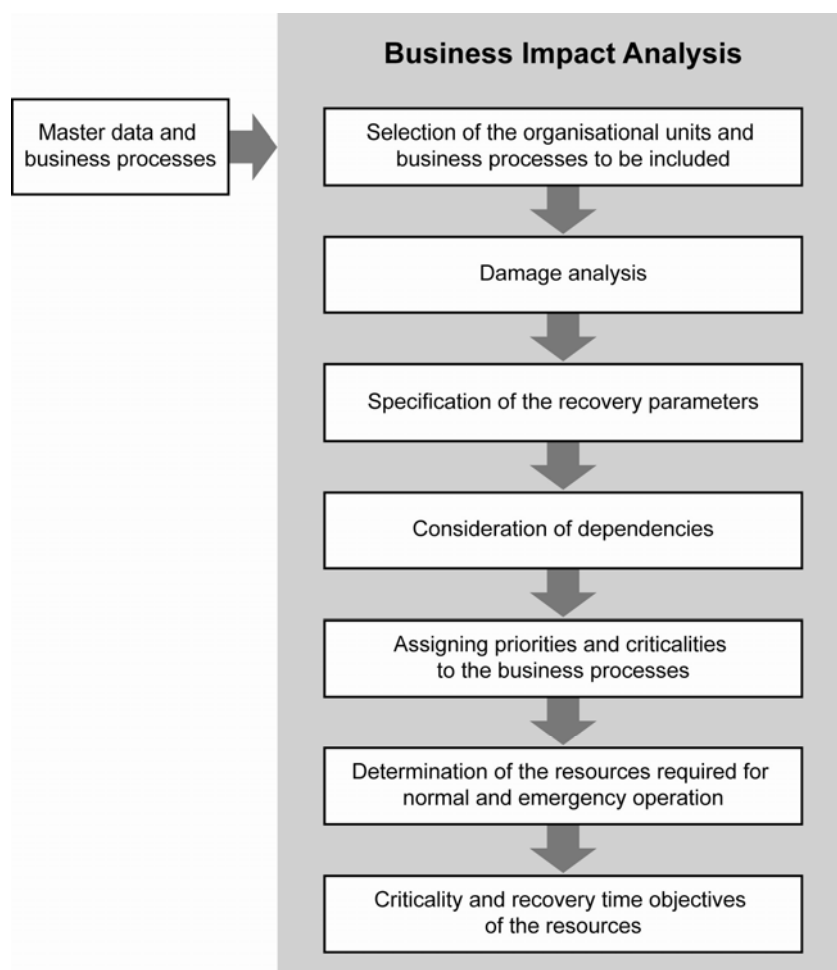 Business Impact Analysis
Master data and
business processes
Selection of the organisational units and
business processes to be included
Damage analysis
Specification of the recovery parameters
Consideration of dependencies
Assigning priorities and criticalities
to the business processes
Determination of the resources required for
normal and emergency operation
Criticality and recovery time objectives
of the resources